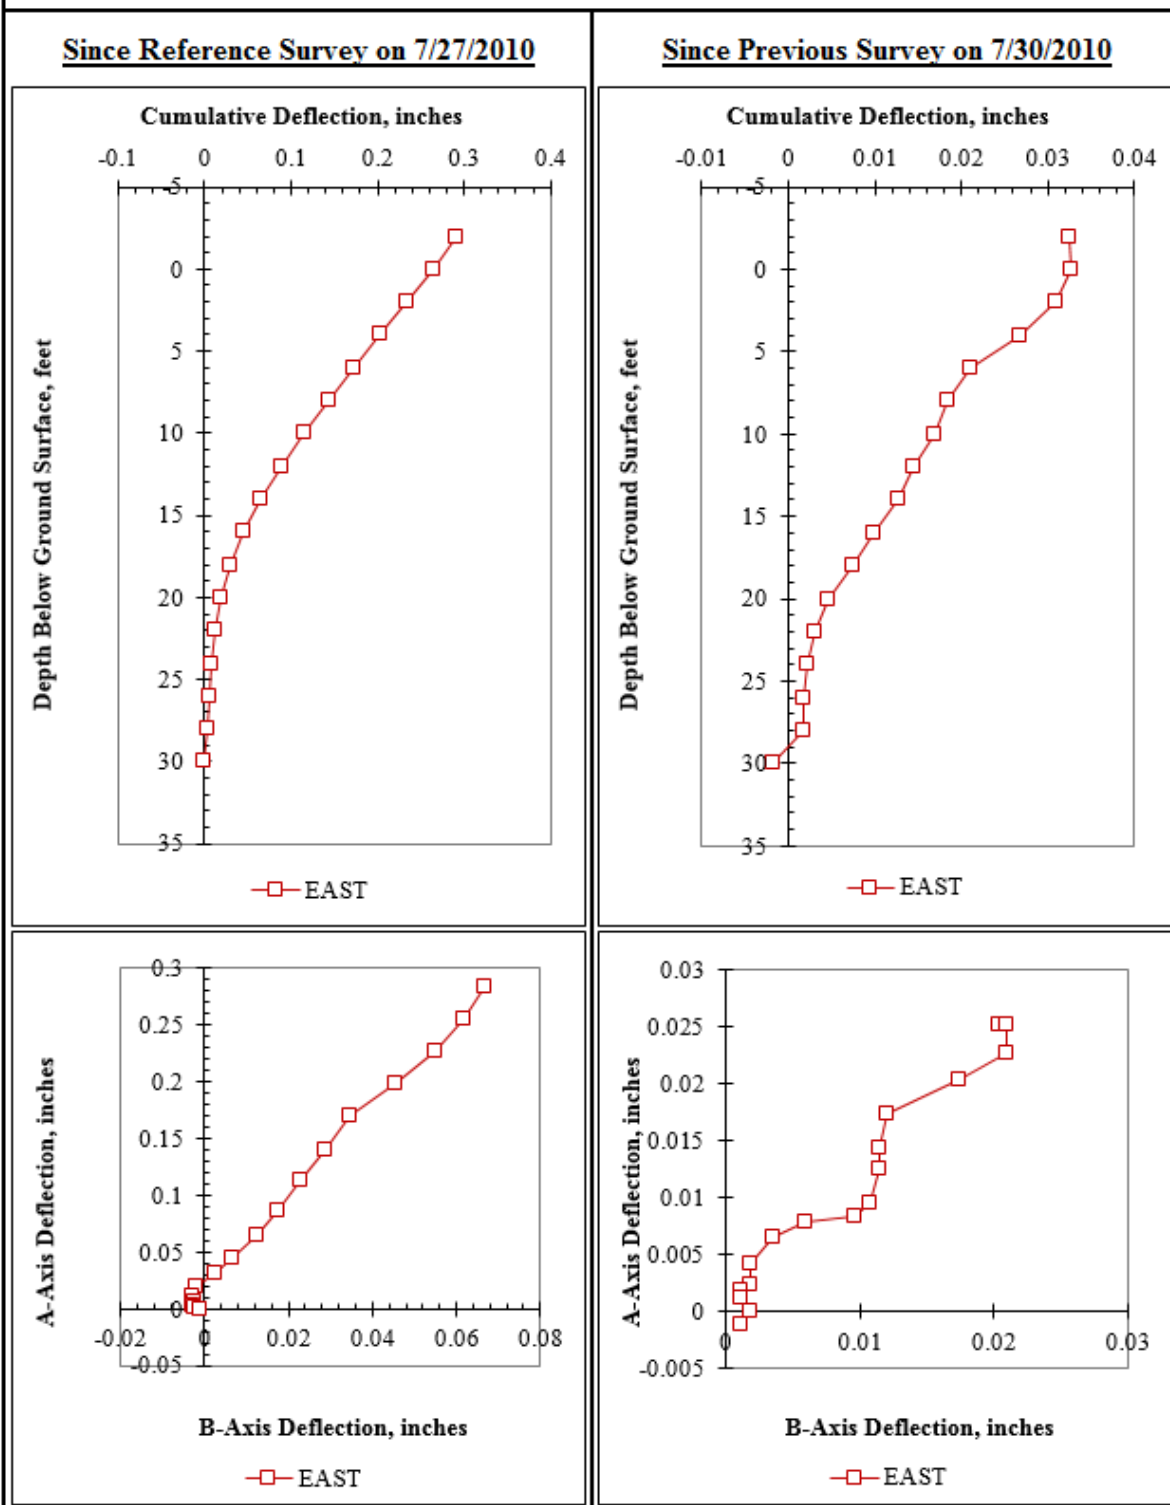 Since Reference Survey on 7/27/2010
Cumulative Deflection, inches
-0.1 0 0.1 0.2 0.3 0.4
-5
0
5
10
15
20
25
30
35
Depth Below Ground Surface, feet
EAST
Since Previous Survey on 7/30/2010
Cumulative Deflection, inches
-0.01 0 0.01 0.02 0.03 0.04
-5
0
5
10
15
20
25
30
35
Depth Below Ground Surface, feet
EAST
0.3
0.25
0.2
0.15
0.1
0.05
0
-0.05
-0.02 0 0.02 0.04 0.06 0.08
A-Axis Deflection, inches
B-Axis Deflection, inches
EAST
0.03
0.025
0.02
0.015
0.01
0.005
0
-0.005
0 0.01 0.02 0.03
A-Axis Deflection, inches
B-Axis Deflection, inches
EAST